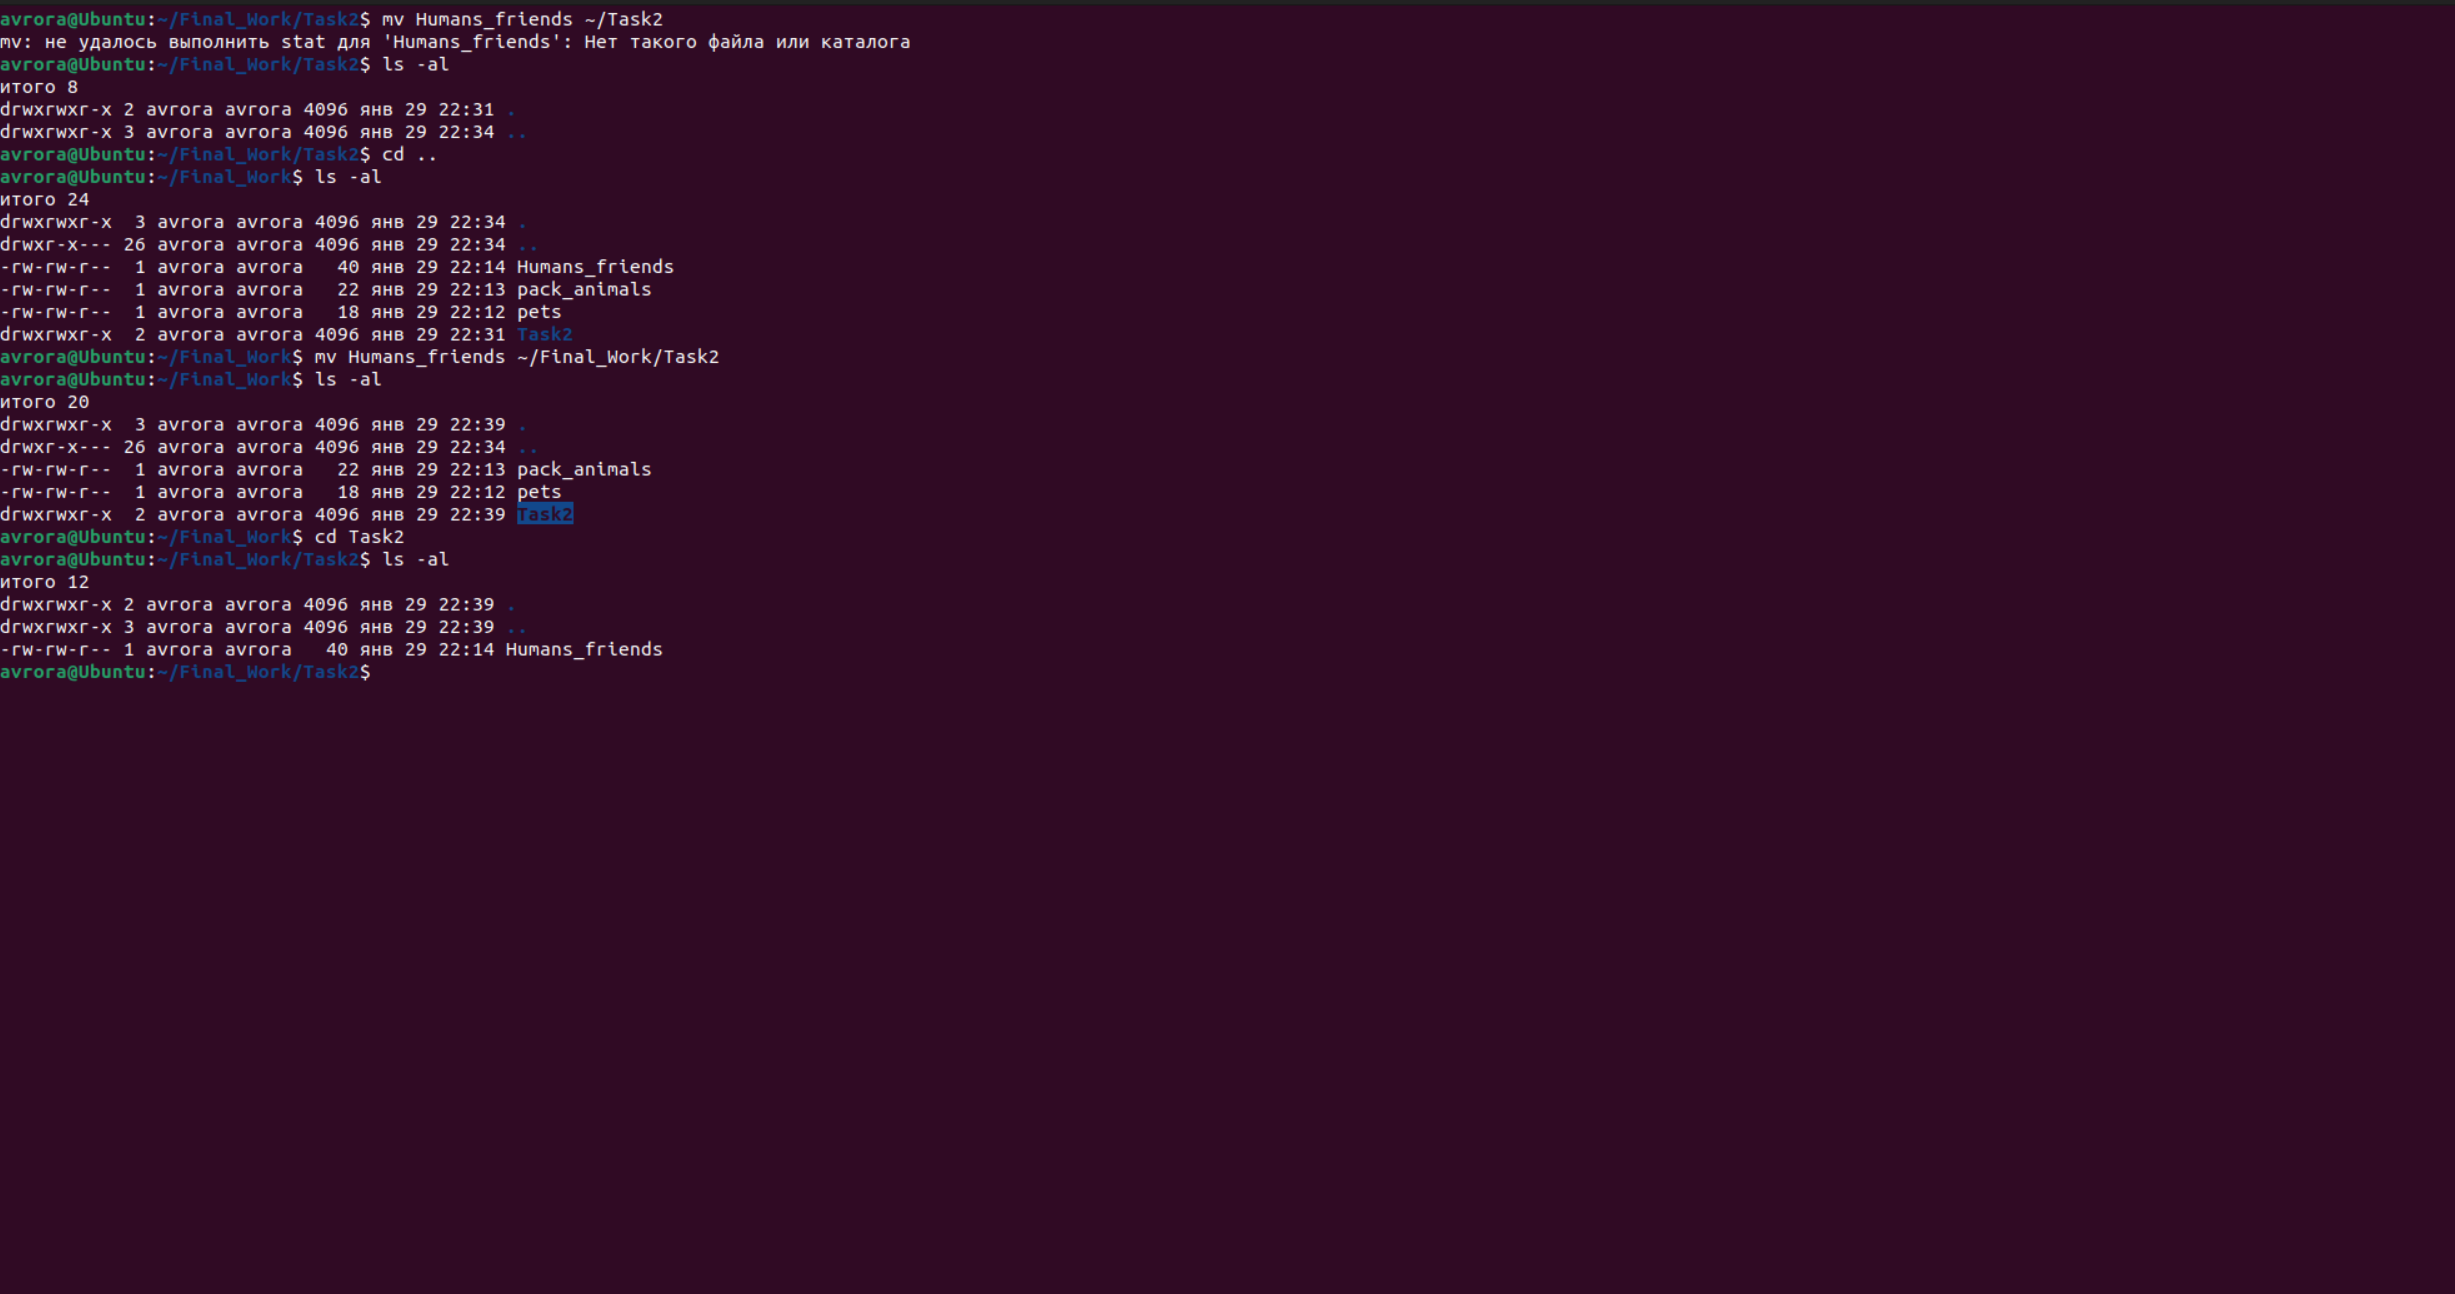 avrora@Ubuntu:~/Final_Work/Task2$ mv Humans_friends ~/Task2
mv: не удалось выполнить stat для 'Humans_friends': Нет такого файла или каталога
avrora@Ubuntu:~/Final_Work/Task2$ ls -al
итого 8
drwxrwxr-x 2 avrora avrora 4096 янв 29 22:31 .
drwxrwxr-x 3 avrora avrora 4096 янв 29 22:34 ..
avrora@Ubuntu:~/Final_Work/Task2$ cd ..
avrora@Ubuntu:~/Final_Work$ ls -al
итого 24
drwxrwxr-x  3 avrora avrora 4096 янв 29 22:34 .
drwxr-x--- 26 avrora avrora 4096 янв 29 22:34 ..
-rw-rw-r--  1 avrora avrora   40 янв 29 22:14 Humans_friends
-rw-rw-r--  1 avrora avrora   22 янв 29 22:13 pack_animals
-rw-rw-r--  1 avrora avrora   18 янв 29 22:12 pets
drwxrwxr-x  2 avrora avrora 4096 янв 29 22:31 Task2
avrora@Ubuntu:~/Final_Work$ mv Humans_friends ~/Final_Work/Task2
avrora@Ubuntu:~/Final_Work$ ls -al
итого 20
drwxrwxr-x  3 avrora avrora 4096 янв 29 22:39 .
drwxr-x--- 26 avrora avrora 4096 янв 29 22:34 ..
-rw-rw-r--  1 avrora avrora   22 янв 29 22:13 pack_animals
-rw-rw-r--  1 avrora avrora   18 янв 29 22:12 pets
drwxrwxr-x  2 avrora avrora 4096 янв 29 22:39 Task2
avrora@Ubuntu:~/Final_Work$ cd Task2
avrora@Ubuntu:~/Final_Work/Task2$ ls -al
итого 12
drwxrwxr-x 2 avrora avrora 4096 янв 29 22:39 .
drwxrwxr-x 3 avrora avrora 4096 янв 29 22:39 ..
-rw-rw-r-- 1 avrora avrora   40 янв 29 22:14 Humans_friends
avrora@Ubuntu:~/Final_Work/Task2$